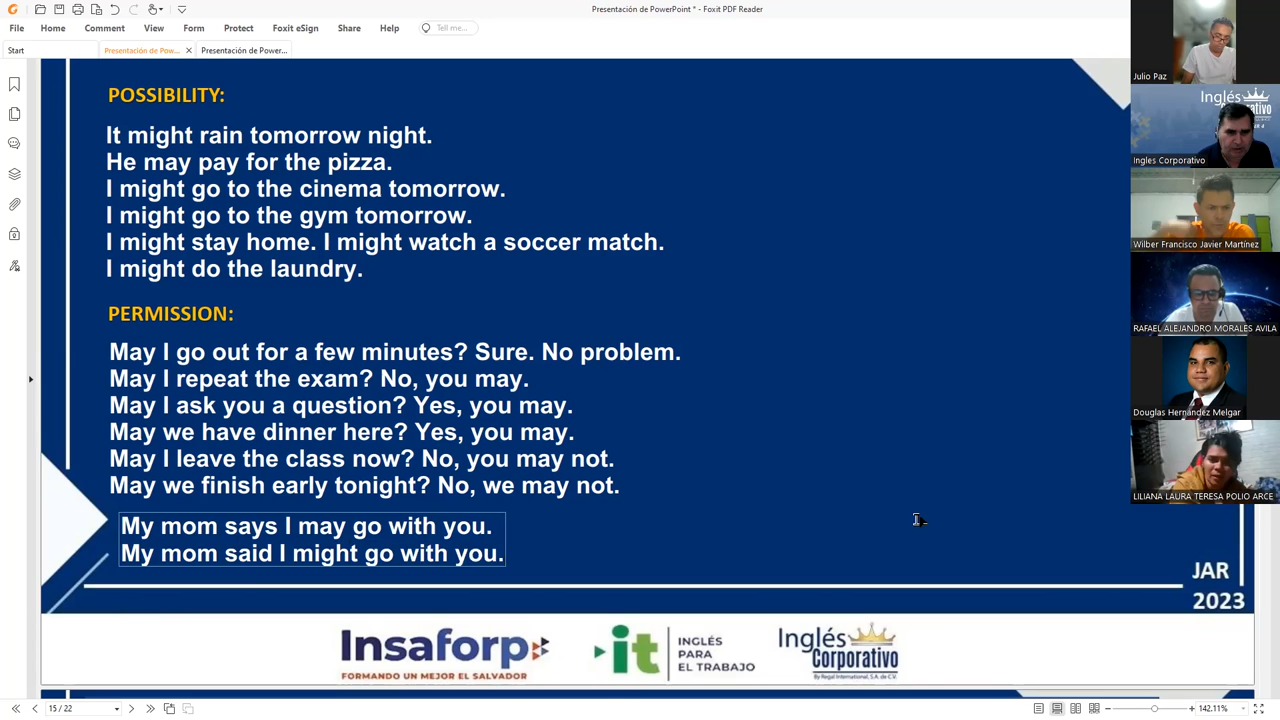 Presentación de PowerPoint * - Foxit PDF Reader
File Home Comment View Form Protect Foxit eSign Share Help Tell me...
Start Presentación de Pow... Presentación de Power...
POSSIBILITY:
It might rain tomorrow night.
He may pay for the pizza.
I might go to the cinema tomorrow.
I might go to the gym tomorrow.
I might stay home. I might watch a soccer match.
I might do the laundry.
PERMISSION:
May I go out for a few minutes? Sure. No problem.
May I repeat the exam? No, you may.
May I ask you a question? Yes, you may.
May we have dinner here? Yes, you may.
May I leave the class now? No, you may not.
May we finish early tonight? No, we may not.
My mom says I may go with you.
My mom said I might go with you.
JAR
2023
Insaforp
FORMANDO UN MEJOR EL SALVADOR
it
INGLÉS
PARA
EL TRABAJO
Inglés
Corporativo
By Regal International, S.A. de C.V.
15 / 22
142.11%
Julio Paz
Inglés
Corporativo
Ingles Corporativo
Wilber Francisco Javier Martínez
RAFAEL ALEJANDRO MORALES AVILA
Douglas Hernández Melgar
LILIANA LAURA TERESA POLIO ARCE